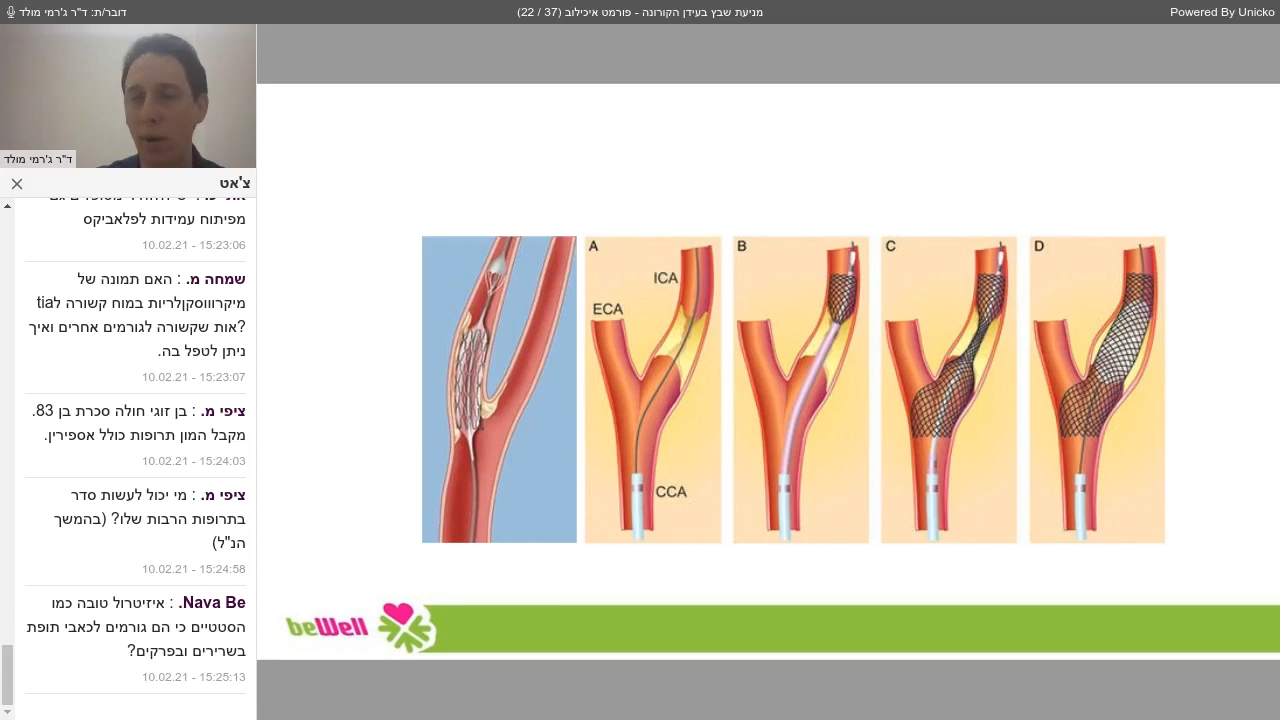 דובר/ת: ד"ר ג'רמי מולד
מניעת שבץ בעידן הקורונה - פורמט איכילוב (37 / 22)
Powered By Unicko
ד"ר ג'רמי מולד
צ'אט
מפיתוח עמידות לפלאביקס
10.02.21 - 15:23:06
שמחה מ. : האם תמונה של
מיקרוווסקןלריות במוח קשורה לtia
?אות שקשורה לגורמים אחרים ואיך
ניתן לטפל בה.
10.02.21 - 15:23:07
ציפי מ. : בן זוגי חולה סכרת בן 83.
מקבל המון תרופות כולל אספירין.
10.02.21 - 15:24:03
ציפי מ. : מי יכול לעשות סדר
בתרופות הרבות שלו? (בהמשך
הנ"ל)
10.02.21 - 15:24:58
Nava Be. : איזיטרול טובה כמו
הסטטיים כי הם גורמים לכאבי תופת
בשרירים ובפרקים?
10.02.21 - 15:25:13
A
ICA
ECA
CCA
B
C
D
beWell